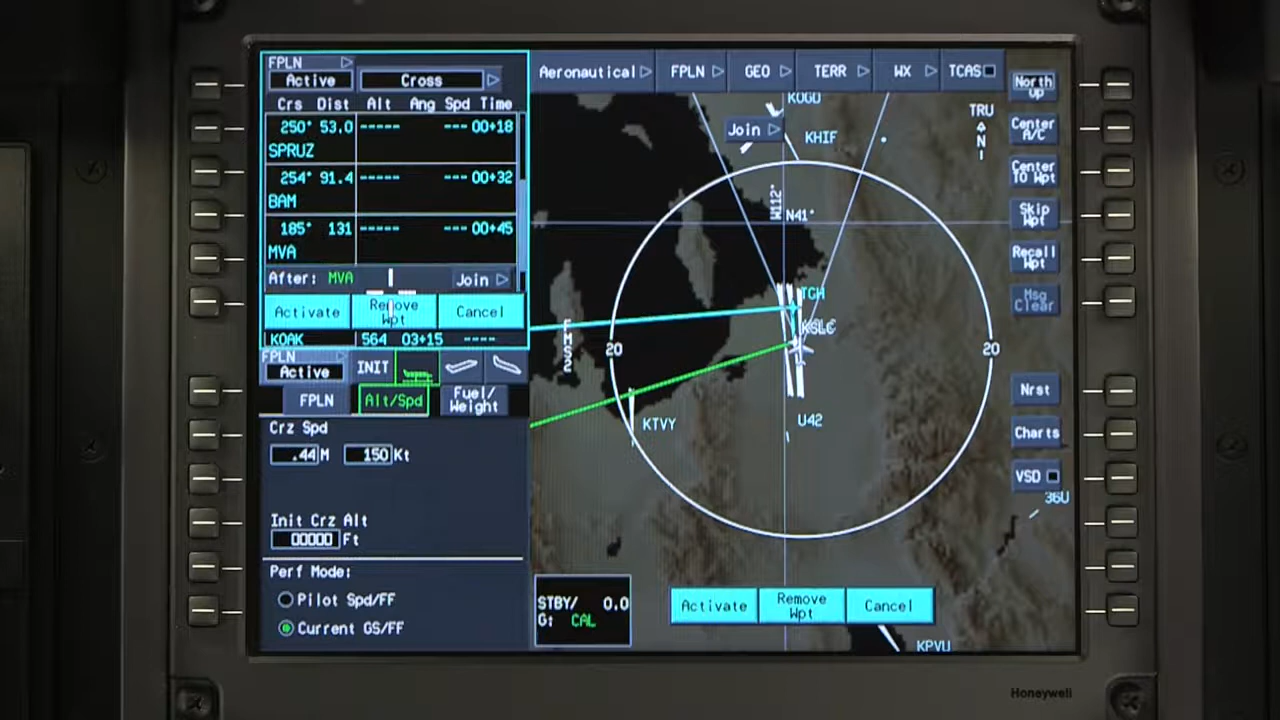 FPLN
Active Cross
Crs Dist Alt Ang Spd Time
250° 53.0 ----- --- 00+18
SPRUZ
254° 91.4 ----- --- 00+32
BAM
185° 131 ----- --- 00+45
MVA
After: MVA Join
Activate Remove Wpt Cancel
KOAK 564 03+15 ----
FPLN
Active INIT
FPLN Alt/Spd Fuel/
Weight
Crz Spd
.44 M 150 Kt
Init Crz Alt
00000 Ft
Perf Mode:
Pilot Spd/FF
Current GS/FF
Aeronautical FPLN GEO TERR WX TCAS
KOGD
Join
KHIF
TRU
N
W112°
N41°
TCH
KSLC
20
20
KTVY
U42
36U
KPVU
STBY/ 0.0
G: CAL
Activate Remove
Wpt Cancel
North
up
Center
A/C
Center
TO Wpt
Skip
Wpt
Recall
Wpt
Msg
Clear
Nrst
Charts
VSD
Honeywell